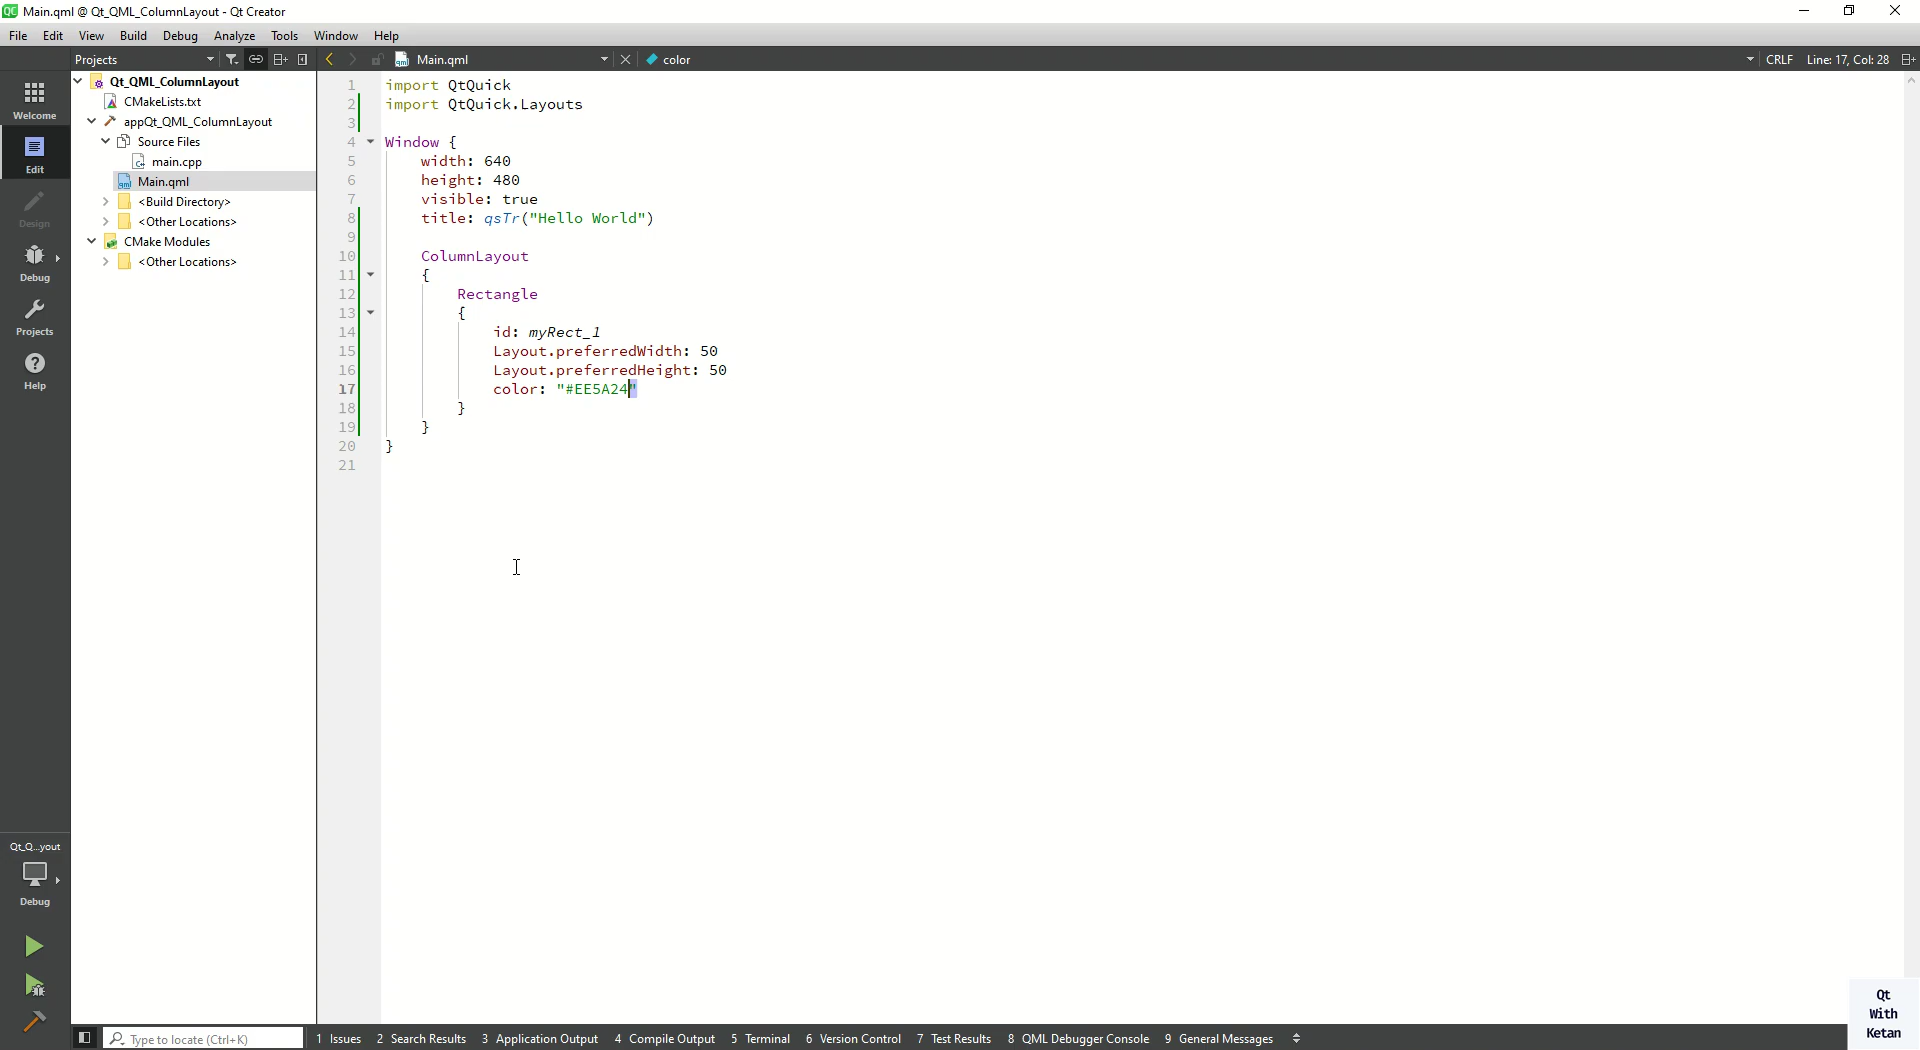 Main.qml @ Qt_QML_ColumnLayout - Qt Creator
File Edit View Build Debug Analyze Tools Window Help
Projects Main.qml color CRLF Line: 17, Col: 28
Welcome
Edit
Design
Debug
Projects
Help
Qt_Q...yout
Debug
Qt_QML_ColumnLayout
CMakeLists.txt
appQt_QML_ColumnLayout
Source Files
main.cpp
Main.qml
<Build Directory>
<Other Locations>
CMake Modules
<Other Locations>
1 import QtQuick
2 import QtQuick.Layouts
3
4 Window {
5 width: 640
6 height: 480
7 visible: true
8 title: qsTr("Hello World")
9
10 ColumnLayout
11 {
12 Rectangle
13 {
14 id: myRect_1
15 Layout.preferredWidth: 50
16 Layout.preferredHeight: 50
17 color: "#EE5A24"
18 }
19 }
20 }
21
Qt
With
Ketan
Type to locate (Ctrl+K) 1 Issues 2 Search Results 3 Application Output 4 Compile Output 5 Terminal 6 Version Control 7 Test Results 8 QML Debugger Console 9 General Messages